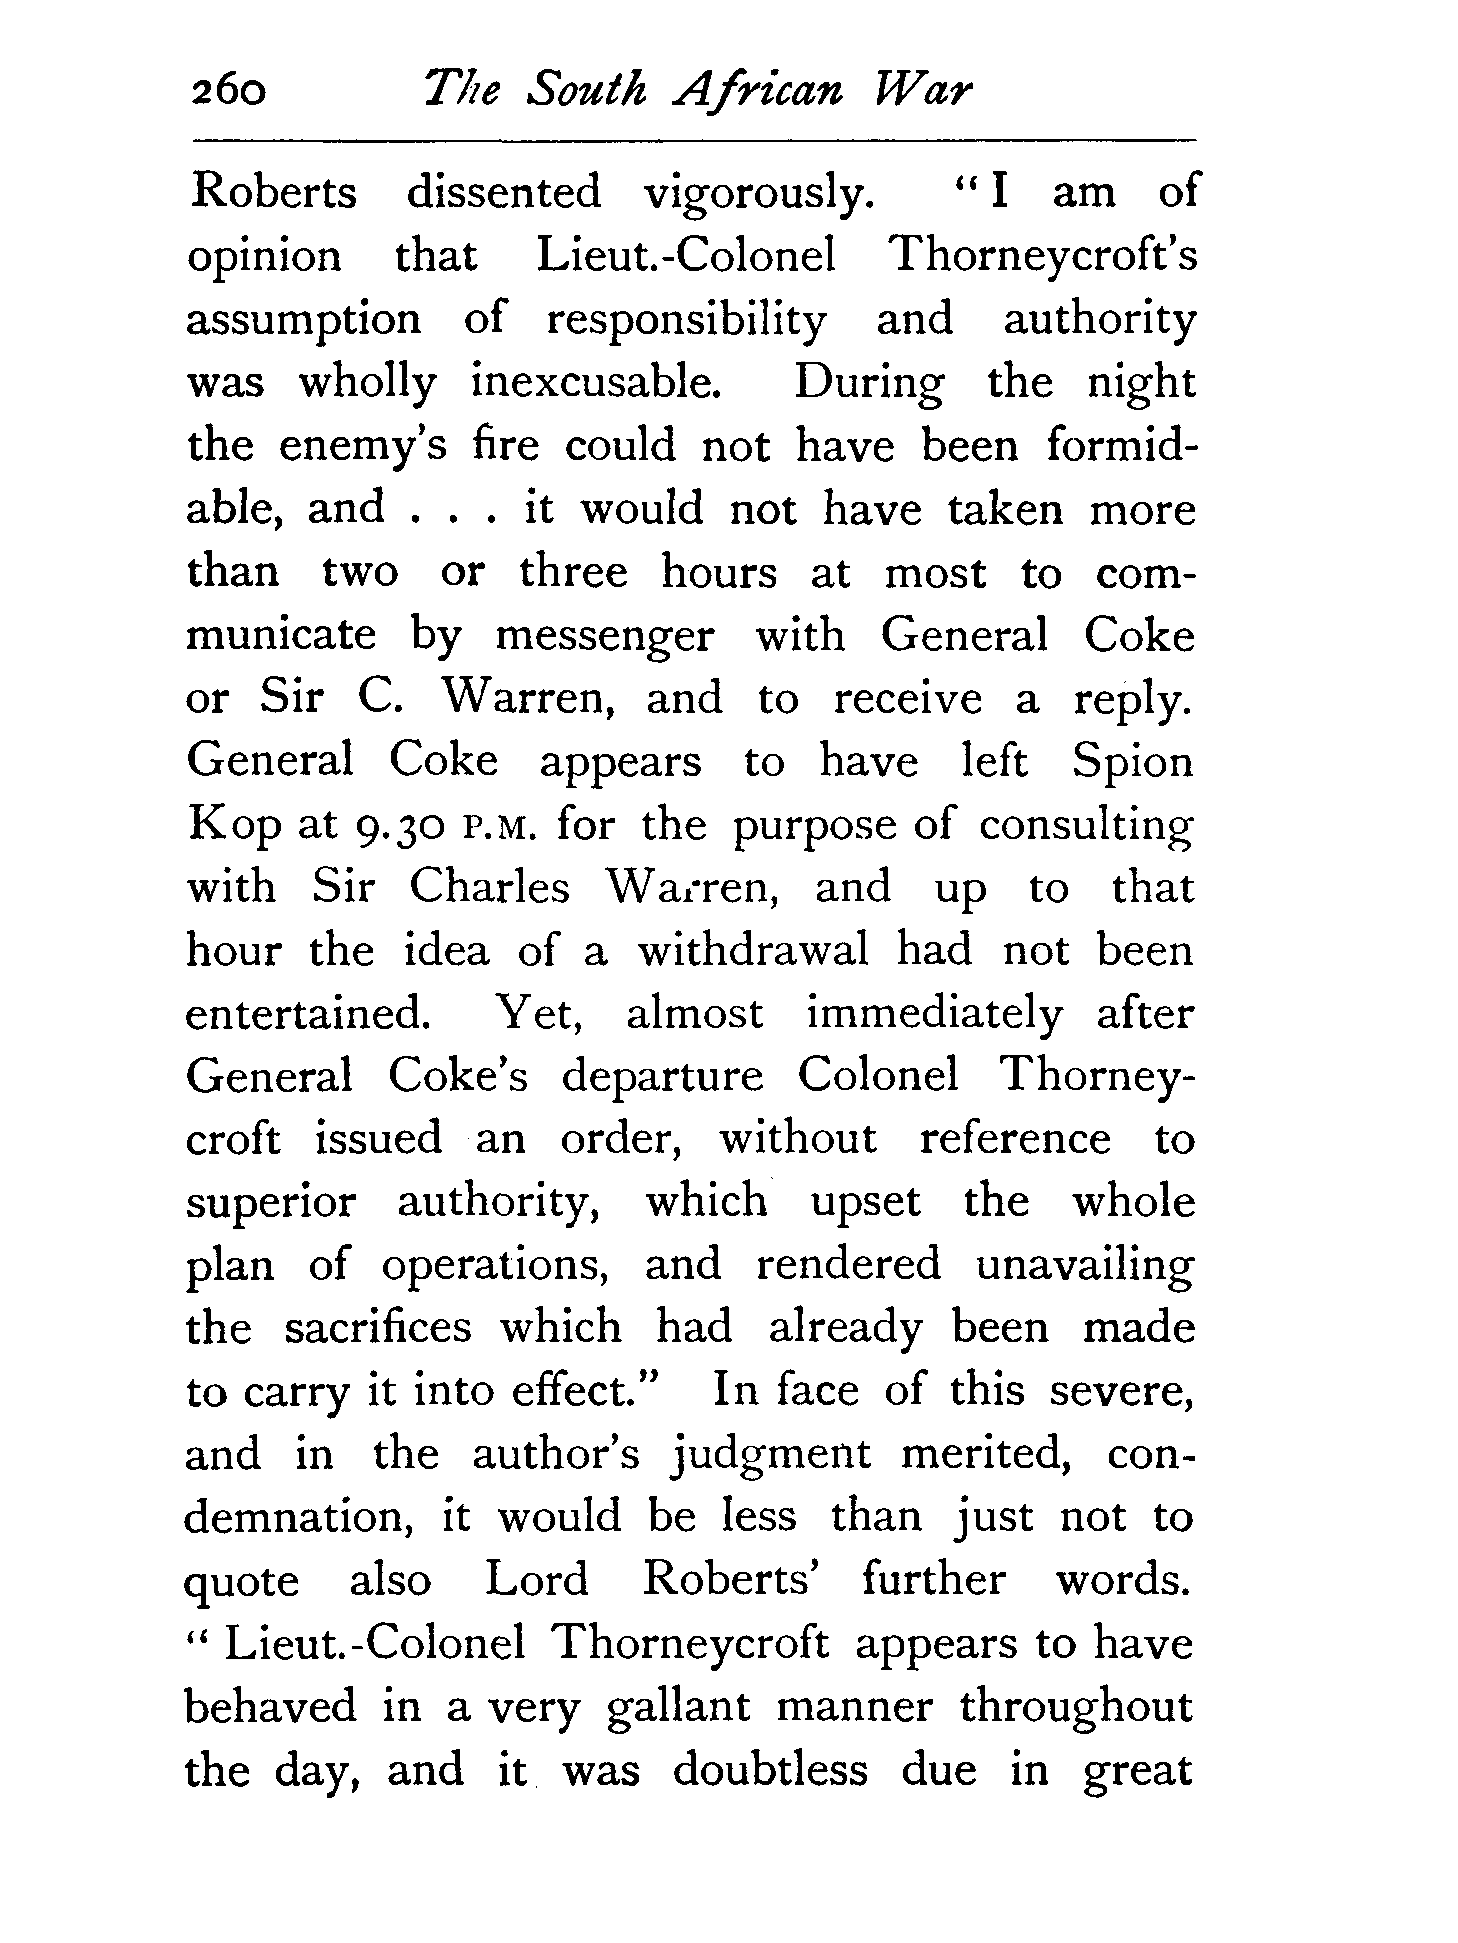 260 The South African War
Roberts dissented vigorously. “ I am of
opinion that Lieut.-Colonel Thorneycroft’s
assumption of responsibility and authority
was wholly inexcusable. During the night
the enemy’s fire could not have been formid-
able, and . . . it would not have taken more
than two or three hours at most to com-
municate by messenger with General Coke
or Sir C. Warren, and to receive a reply.
General Coke appears to have left Spion
Kop at 9.30 P.M. for the purpose of consulting
with Sir Charles Warren, and up to that
hour the idea of a withdrawal had not been
entertained. Yet, almost immediately after
General Coke’s departure Colonel Thorney-
croft issued an order, without reference to
superior authority, which upset the whole
plan of operations, and rendered unavailing
the sacrifices which had already been made
to carry it into effect.” In face of this severe,
and in the author’s judgment merited, con-
demnation, it would be less than just not to
quote also Lord Roberts’ further words.
“ Lieut.-Colonel Thorneycroft appears to have
behaved in a very gallant manner throughout
the day, and it was doubtless due in great